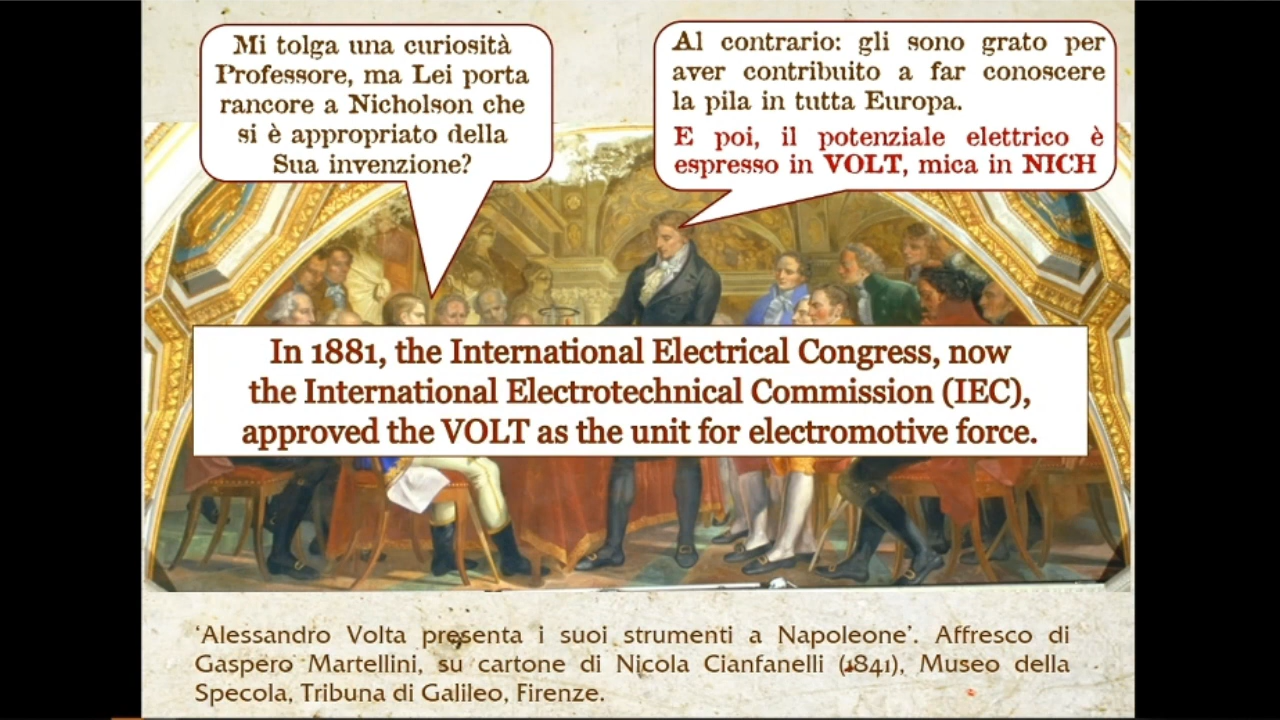 Mi tolga una curiosità
Professore, ma Lei porta
rancore a Nicholson che
si è appropriato della
Sua invenzione?
Al contrario: gli sono grato per
aver contribuito a far conoscere
la pila in tutta Europa.
E poi, il potenziale elettrico è
espresso in VOLT, mica in NICH
In 1881, the International Electrical Congress, now
the International Electrotechnical Commission (IEC),
approved the VOLT as the unit for electromotive force.
‘Alessandro Volta presenta i suoi strumenti a Napoleone’. Affresco di
Gaspero Martellini, su cartone di Nicola Cianfanelli (1841), Museo della
Specola, Tribuna di Galileo, Firenze.